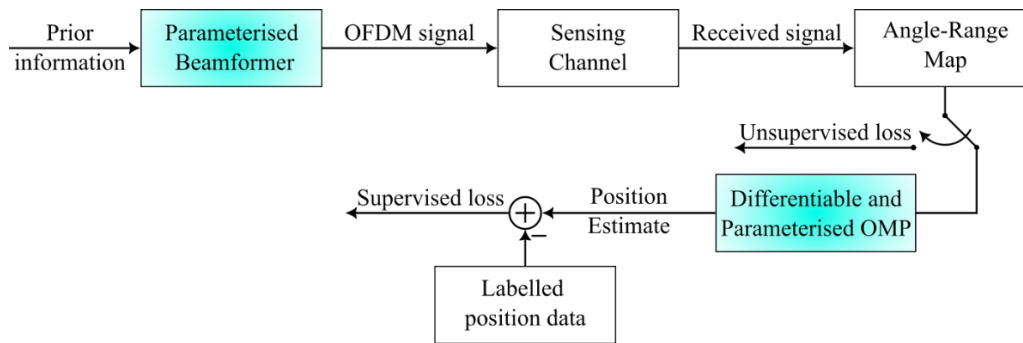 Prior
information
Parameterised
Beamformer
OFDM signal
Sensing
Channel
Received signal
Angle-Range
Map
Unsupervised loss
Differentiable and
Parameterised OMP
Position
Estimate
Supervised loss
+
−
Labelled
position data